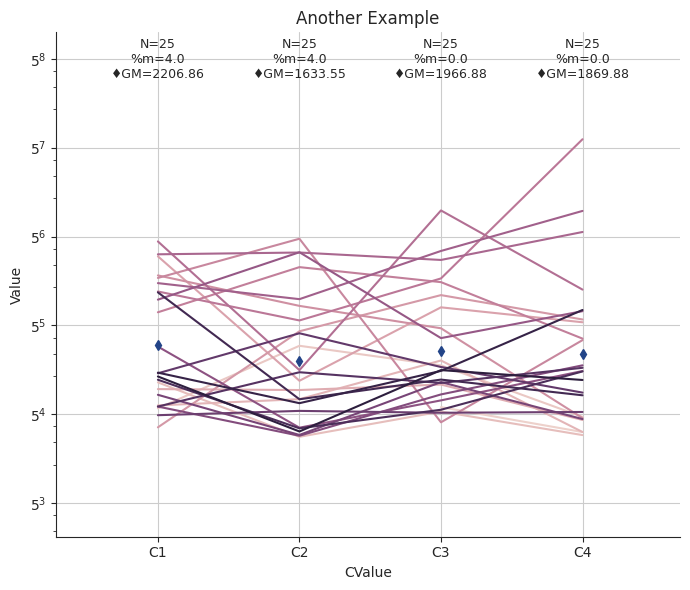 Another Example
N=25 N=25 N=25 N=25
%m=4.0 %m=4.0 %m=0.0 %m=0.0
♦GM=2206.86 ♦GM=1633.55 ♦GM=1966.88 ♦GM=1869.88
5⁸
5⁷
5⁶
5⁵
5⁴
5³
Value
C1 C2 C3 C4
CValue